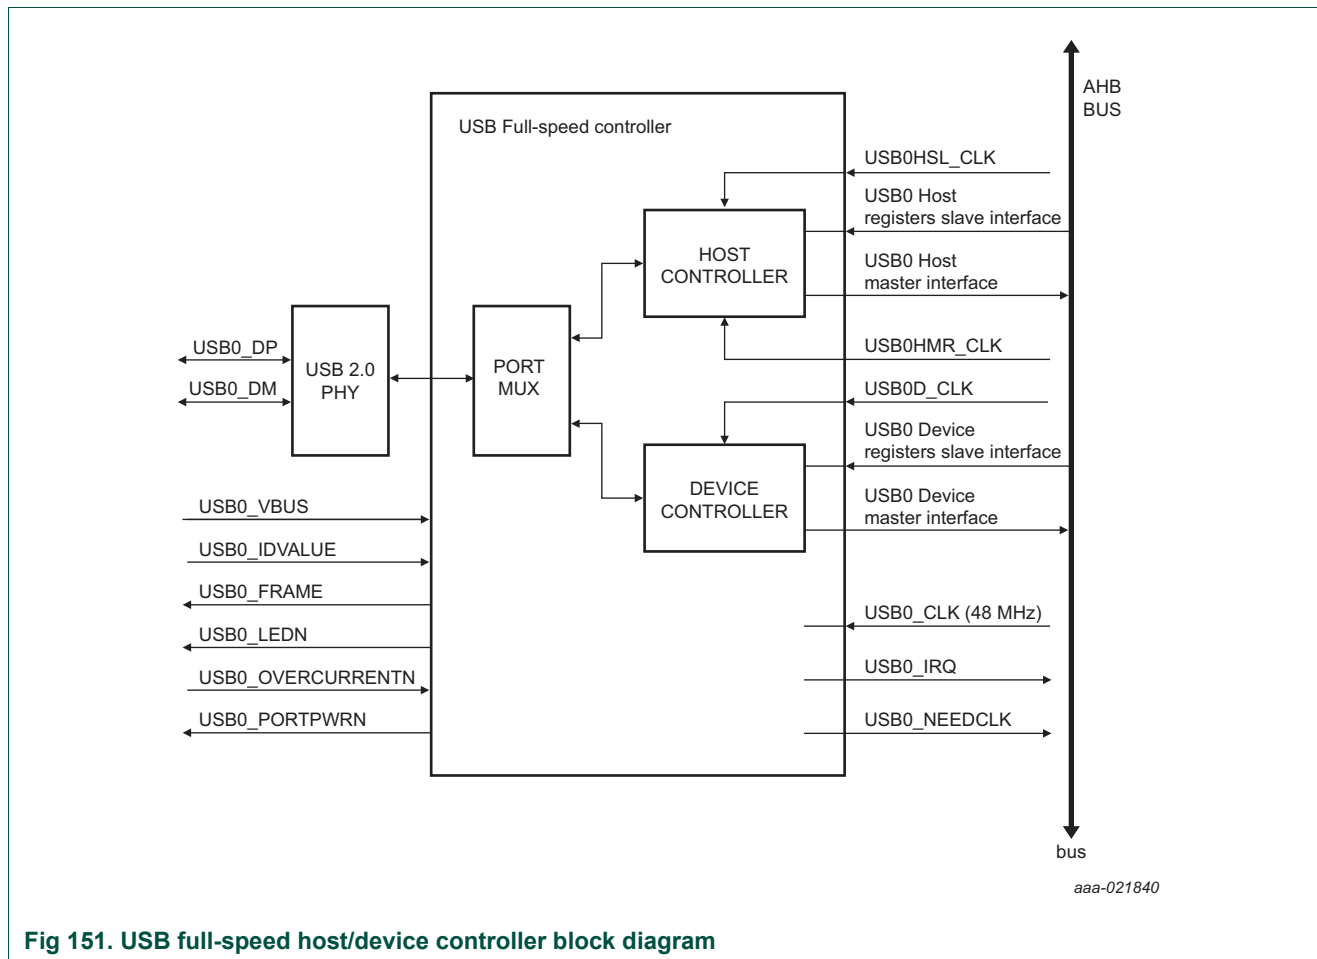 AHB
BUS
USB Full-speed controller
USB0HSL_CLK
USB0 Host
registers slave interface
HOST
CONTROLLER
USB0 Host
master interface
USB0_DP
USB0_DM
USB 2.0
PHY
PORT
MUX
USB0HMR_CLK
USB0D_CLK
USB0 Device
registers slave interface
DEVICE
CONTROLLER
USB0 Device
master interface
USB0_VBUS
USB0_IDVALUE
USB0_FRAME
USB0_LEDN
USB0_OVERCURRENTN
USB0_PORTPWRN
USB0_CLK (48 MHz)
USB0_IRQ
USB0_NEEDCLK
bus
aaa-021840
Fig 151. USB full-speed host/device controller block diagram